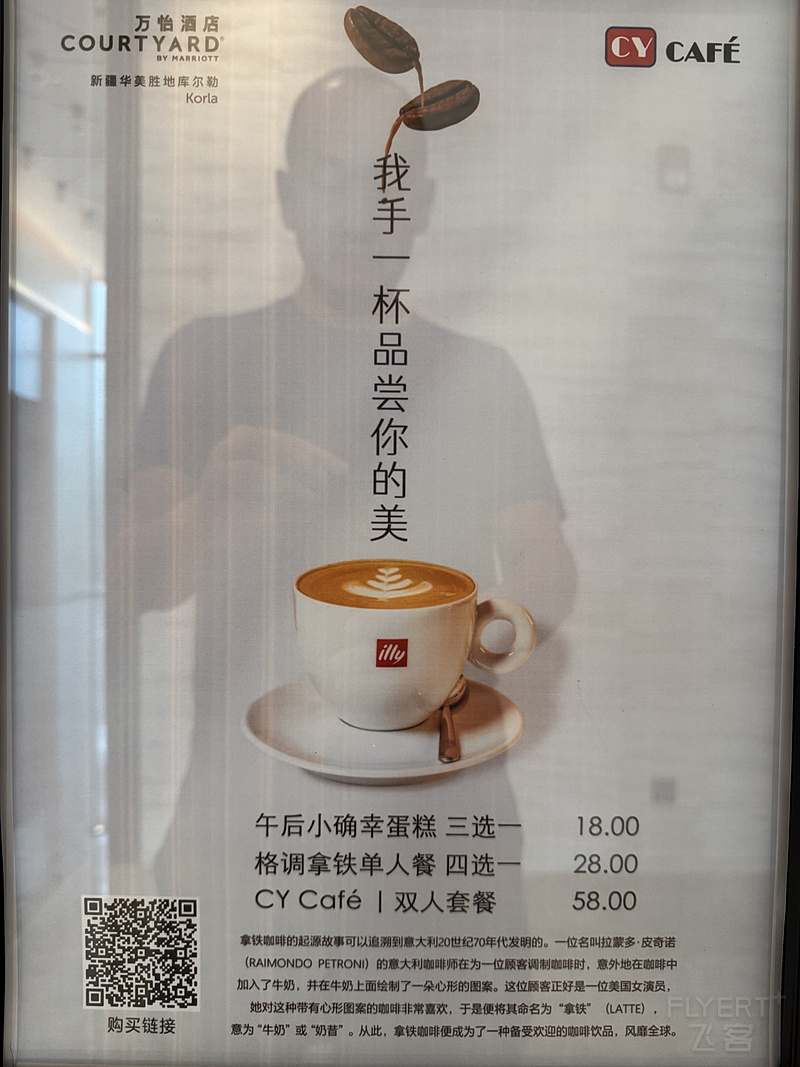 万怡酒店
COURTYARD®
BY MARRIOTT
新疆华美胜地库尔勒
Korla
CY CAFÉ
我手一杯品尝你的美
illy
午后小确幸蛋糕 三选一 18.00
格调拿铁单人餐 四选一 28.00
CY Café | 双人套餐 58.00
拿铁咖啡的起源故事可以追溯到意大利20世纪70年代发明的。一位名叫拉蒙多·皮奇诺
（RAIMONDO PETRONI）的意大利咖啡师在为一位顾客调制咖啡时，意外地在咖啡中
加入了牛奶，并在牛奶上面绘制了一朵心形的图案。这位顾客正好是一位美国女演员，
她对这种带有心形图案的咖啡非常喜欢，于是便将其命名为“拿铁”（LATTE），
意为“牛奶”或“奶昔”。从此，拿铁咖啡便成为了一种备受欢迎的咖啡饮品，风靡全球。
购买链接
FLYERT+
飞客